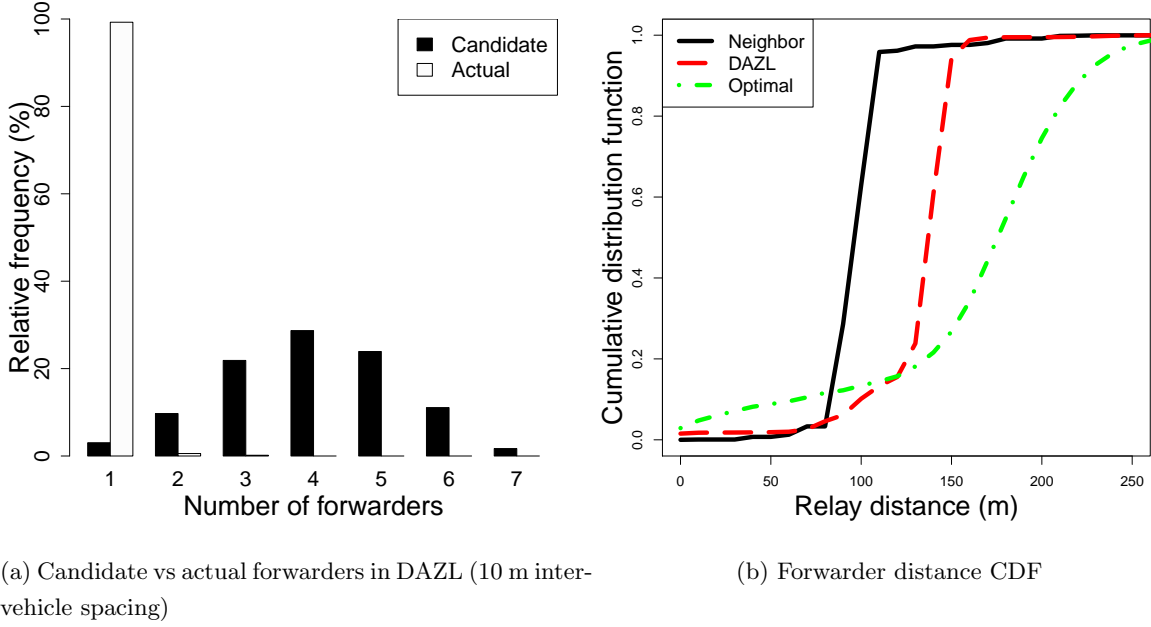 Relative frequency (%)
0
20
40
60
80
100
Candidate
Actual
1 2 3 4 5 6 7
Number of forwarders
Cumulative distribution function
0.0
0.2
0.4
0.6
0.8
1.0
Neighbor
DAZL
Optimal
0 50 100 150 200 250
Relay distance (m)
(a) Candidate vs actual forwarders in DAZL (10 m inter-
vehicle spacing)
(b) Forwarder distance CDF